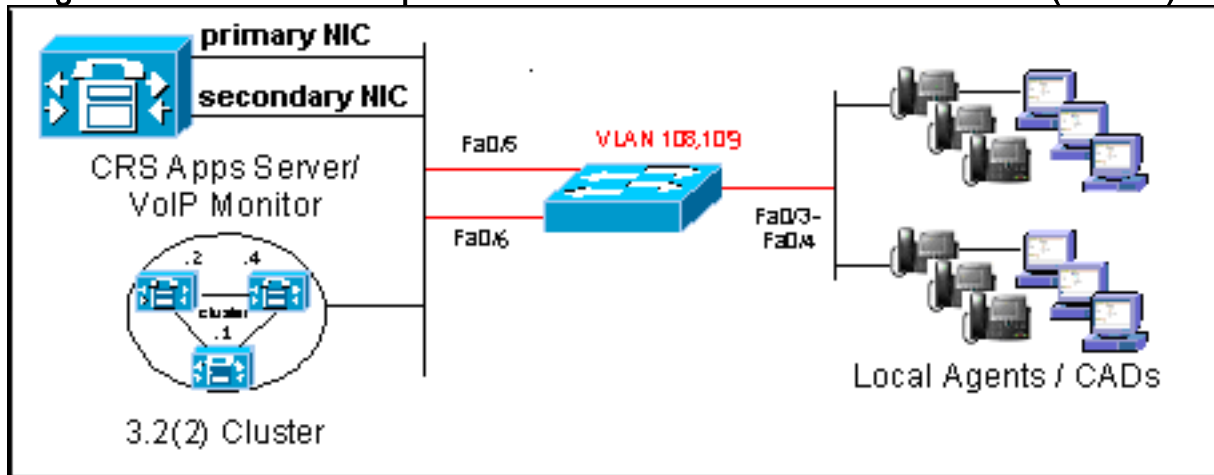 primary NIC
secondary NIC
CRS Apps Server/
VoIP Monitor
Fa0/5
VLAN 108,109
Fa0/6
Fa0/3-
Fa0/4
.2
.4
cluster
.1
3.2(2) Cluster
Local Agents / CADs